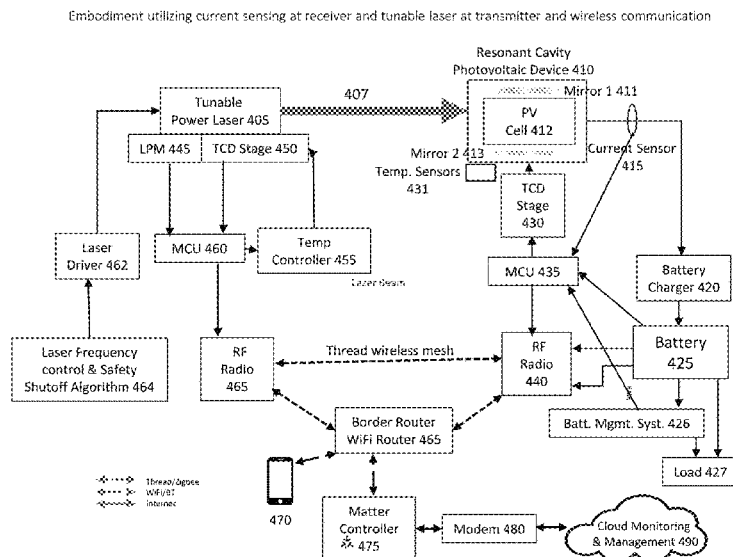 Embodiment utilizing current sensing at receiver and tunable laser at transmitter and wireless communication
Resonant Cavity
Photovoltaic Device 410
407
Tunable
Power Laser 405
Mirror 1 411
PV
Cell 412
LPM 445
TCD Stage 450
Mirror 2 413
Current Sensor
415
Temp. Sensors
431
TCD
Stage
430
Laser
Driver 462
MCU 460
Temp
Controller 455
Laser Beam
MCU 435
Battery
Charger 420
Laser Frequency
control & Safety
Shutoff Algorithm 464
RF
Radio
465
Thread wireless mesh
RF
Radio
440
Battery
425
Border Router
WiFi Router 465
Batt. Mgmt. Syst. 426
Load 427
Thread/Zigbee
WiFi/BT
Internet
470
Matter
Controller
475
Modem 480
Cloud Monitoring
& Management 490